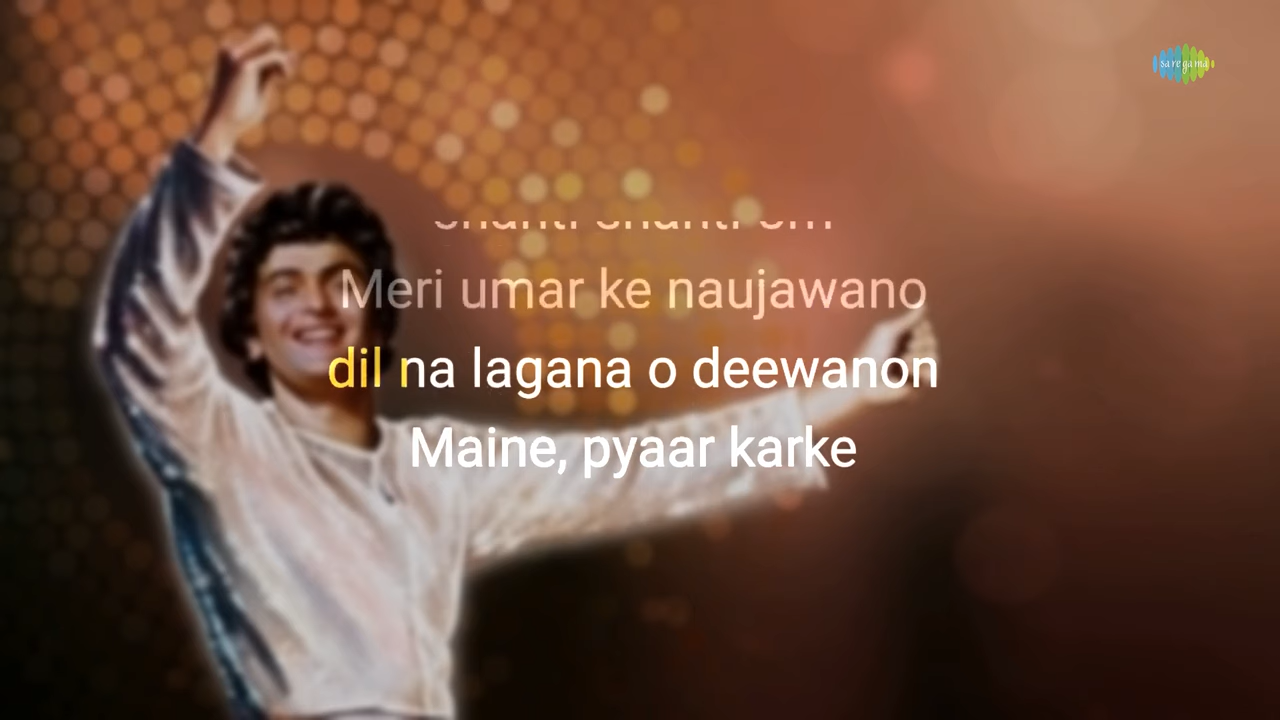 saregama
shanti shanti om
Meri umar ke naujawano
dil na lagana o deewanon
Maine, pyaar karke